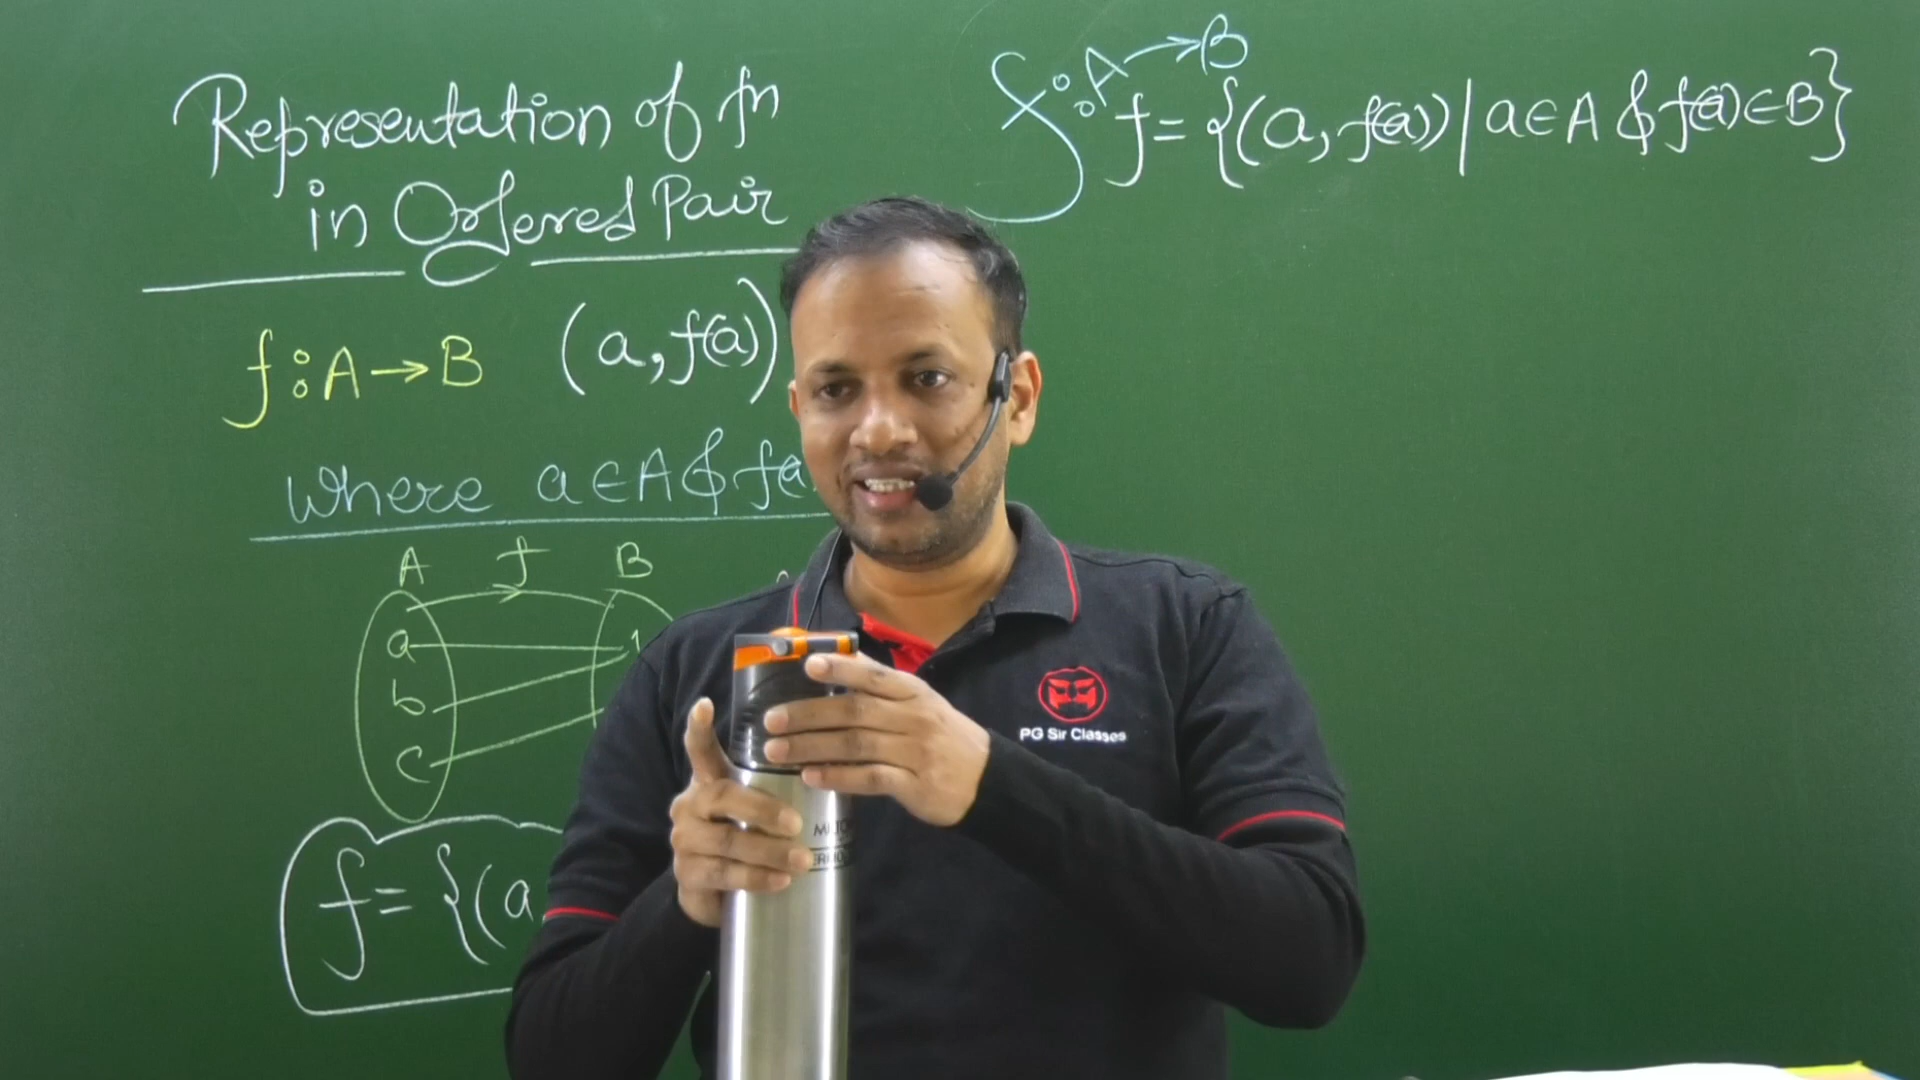 Representation of fn
in Ordered Pair
f : A → B (a, f(a))
where a ∈ A & f(a
A f B
a 1
b
c
f = {(a
f : A → B
f = {(a, f(a)) | a ∈ A & f(a) ∈ B}
PG Sir Classes